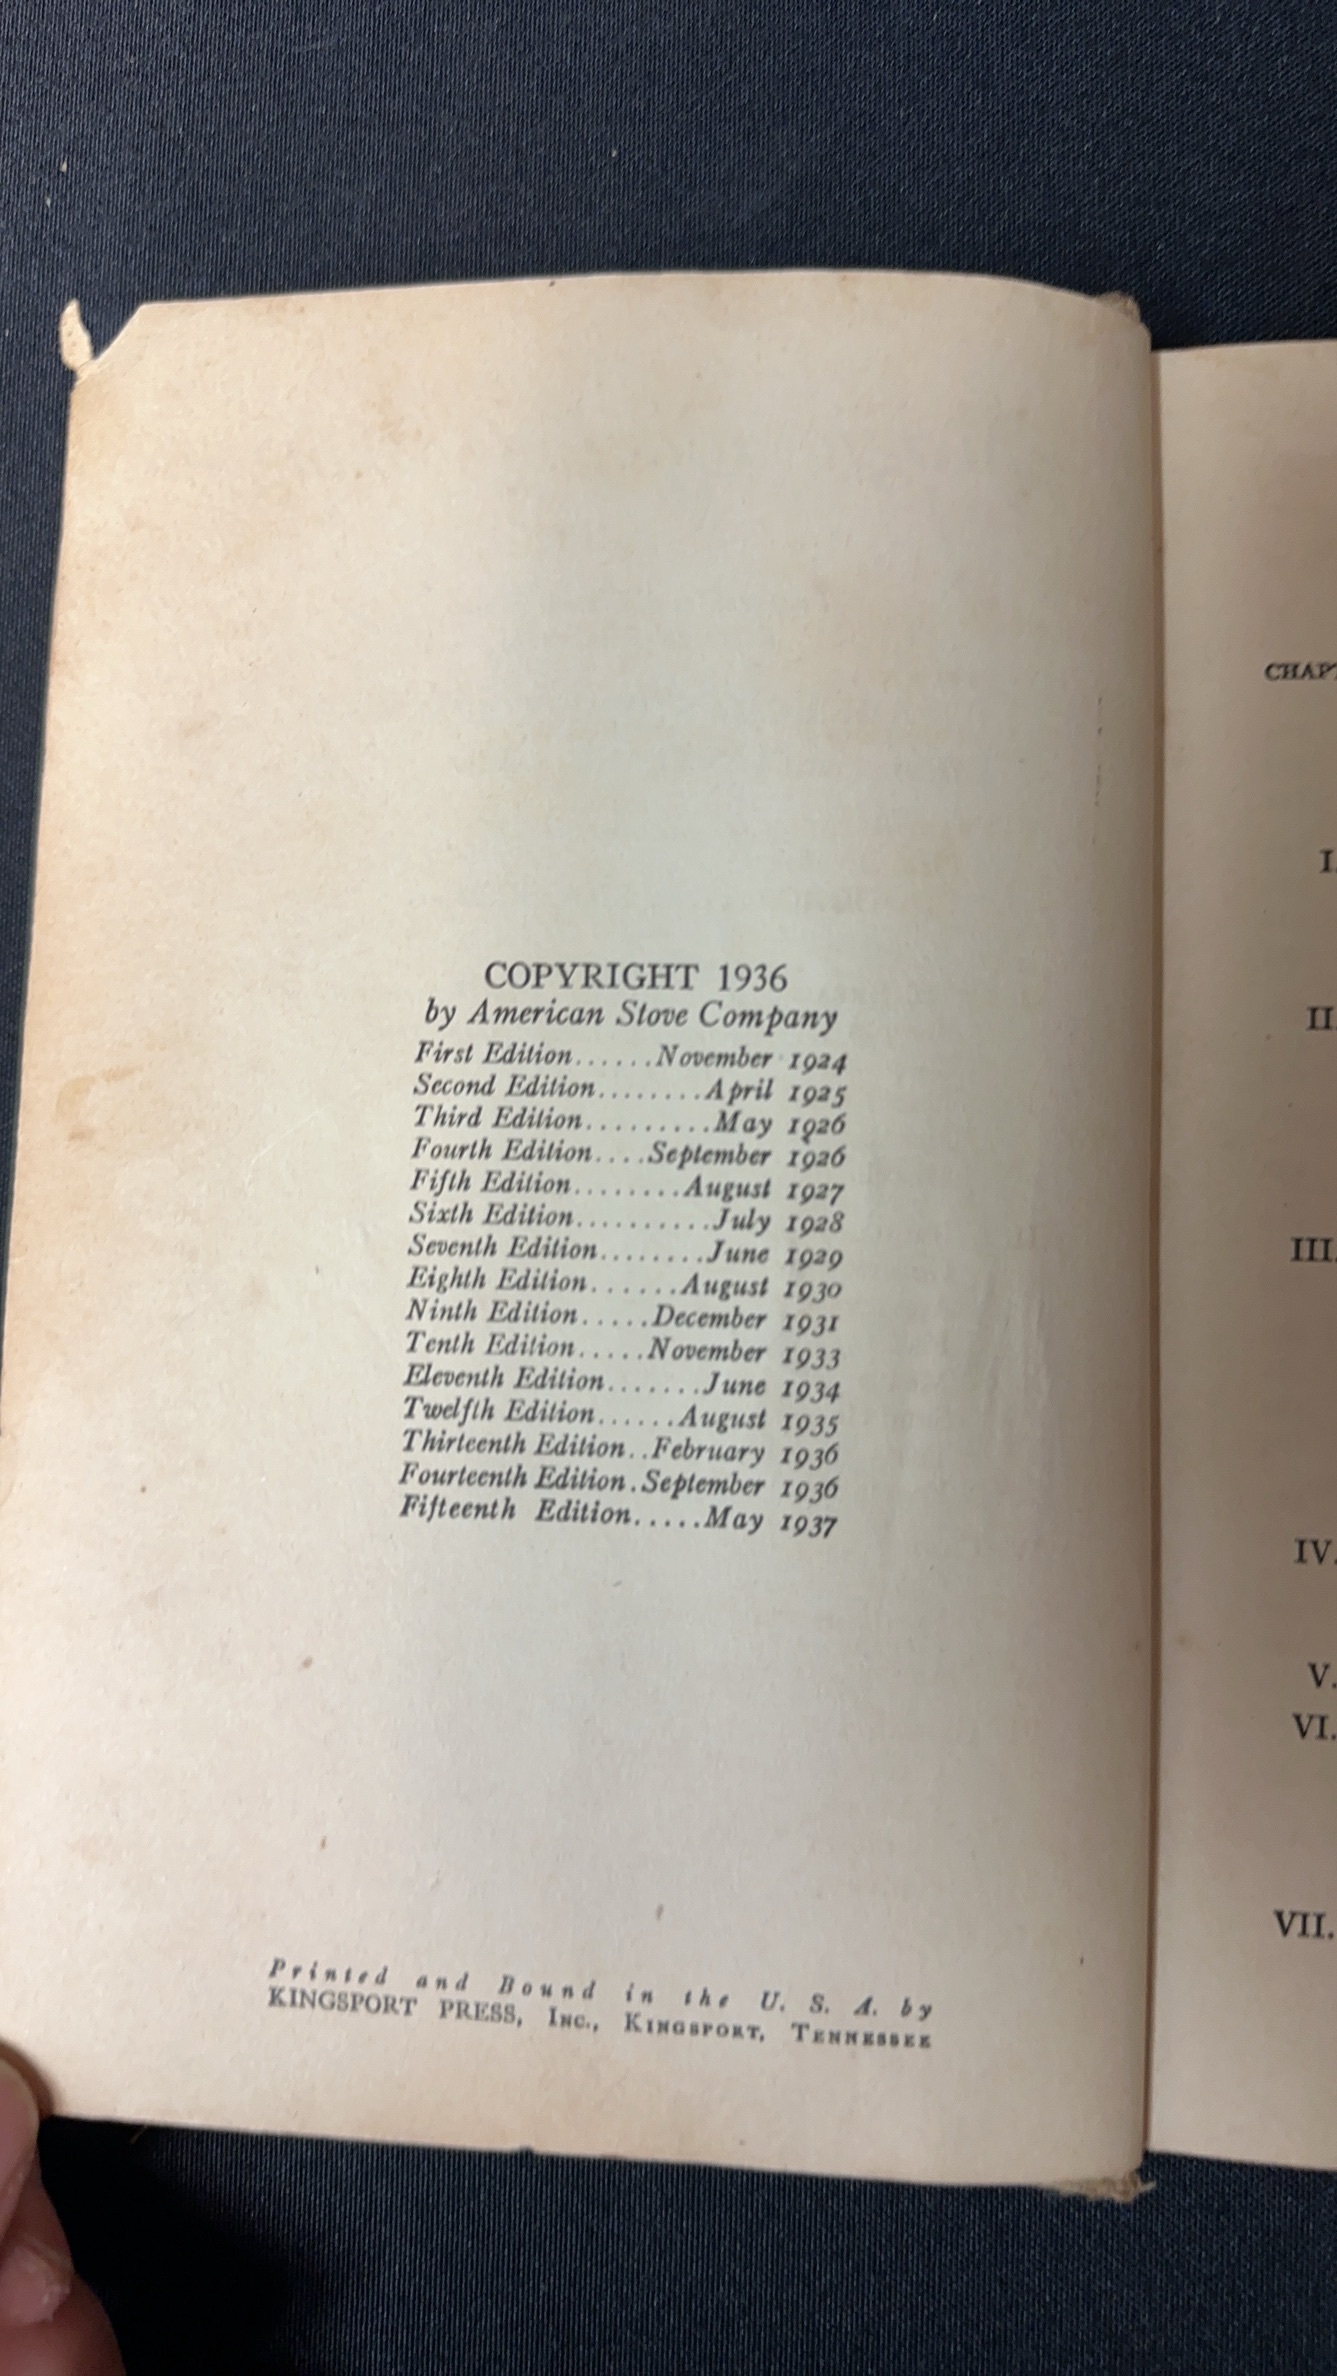 COPYRIGHT 1936
by American Stove Company
First Edition......November 1924
Second Edition........April 1925
Third Edition.........May 1926
Fourth Edition....September 1926
Fifth Edition........August 1927
Sixth Edition..........July 1928
Seventh Edition........June 1929
Eighth Edition......August 1930
Ninth Edition.....December 1931
Tenth Edition.....November 1933
Eleventh Edition.......June 1934
Twelfth Edition......August 1935
Thirteenth Edition..February 1936
Fourteenth Edition.September 1936
Fifteenth Edition.....May 1937
Printed and Bound in the U. S. A. by
KINGSPORT PRESS, Inc., Kingsport, Tennessee
CHAPT
I.
II.
III.
IV.
V.
VI.
VII.